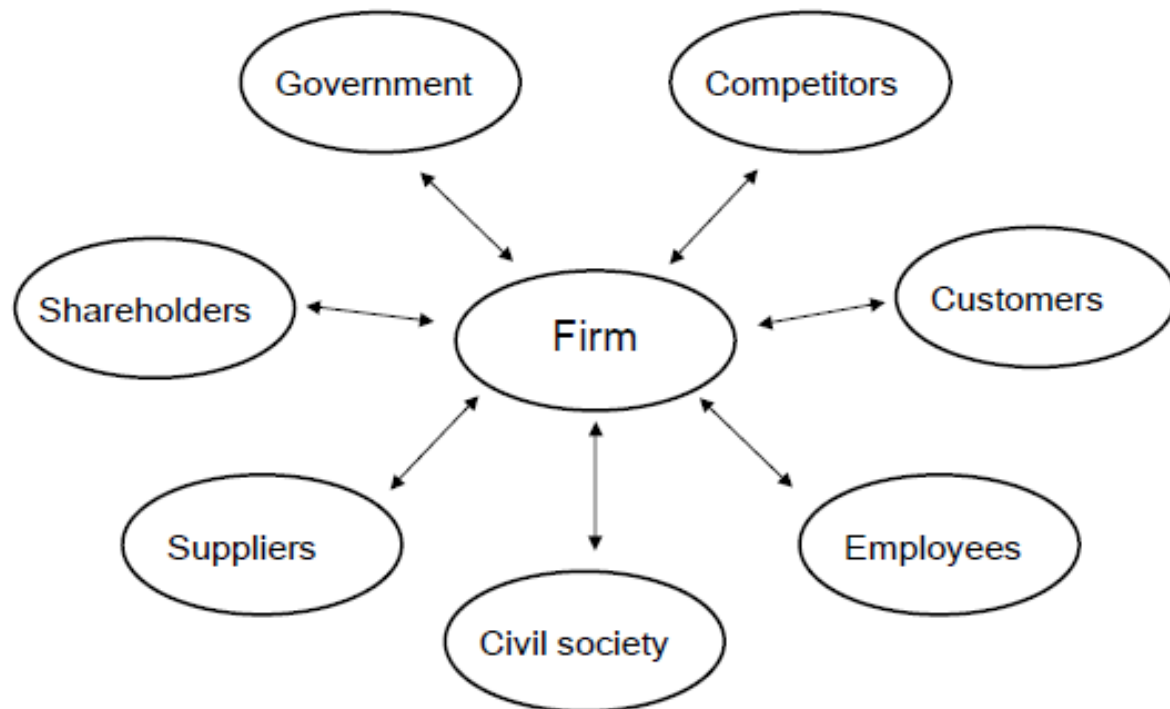 Government
Competitors
Shareholders
Firm
Customers
Suppliers
Employees
Civil society